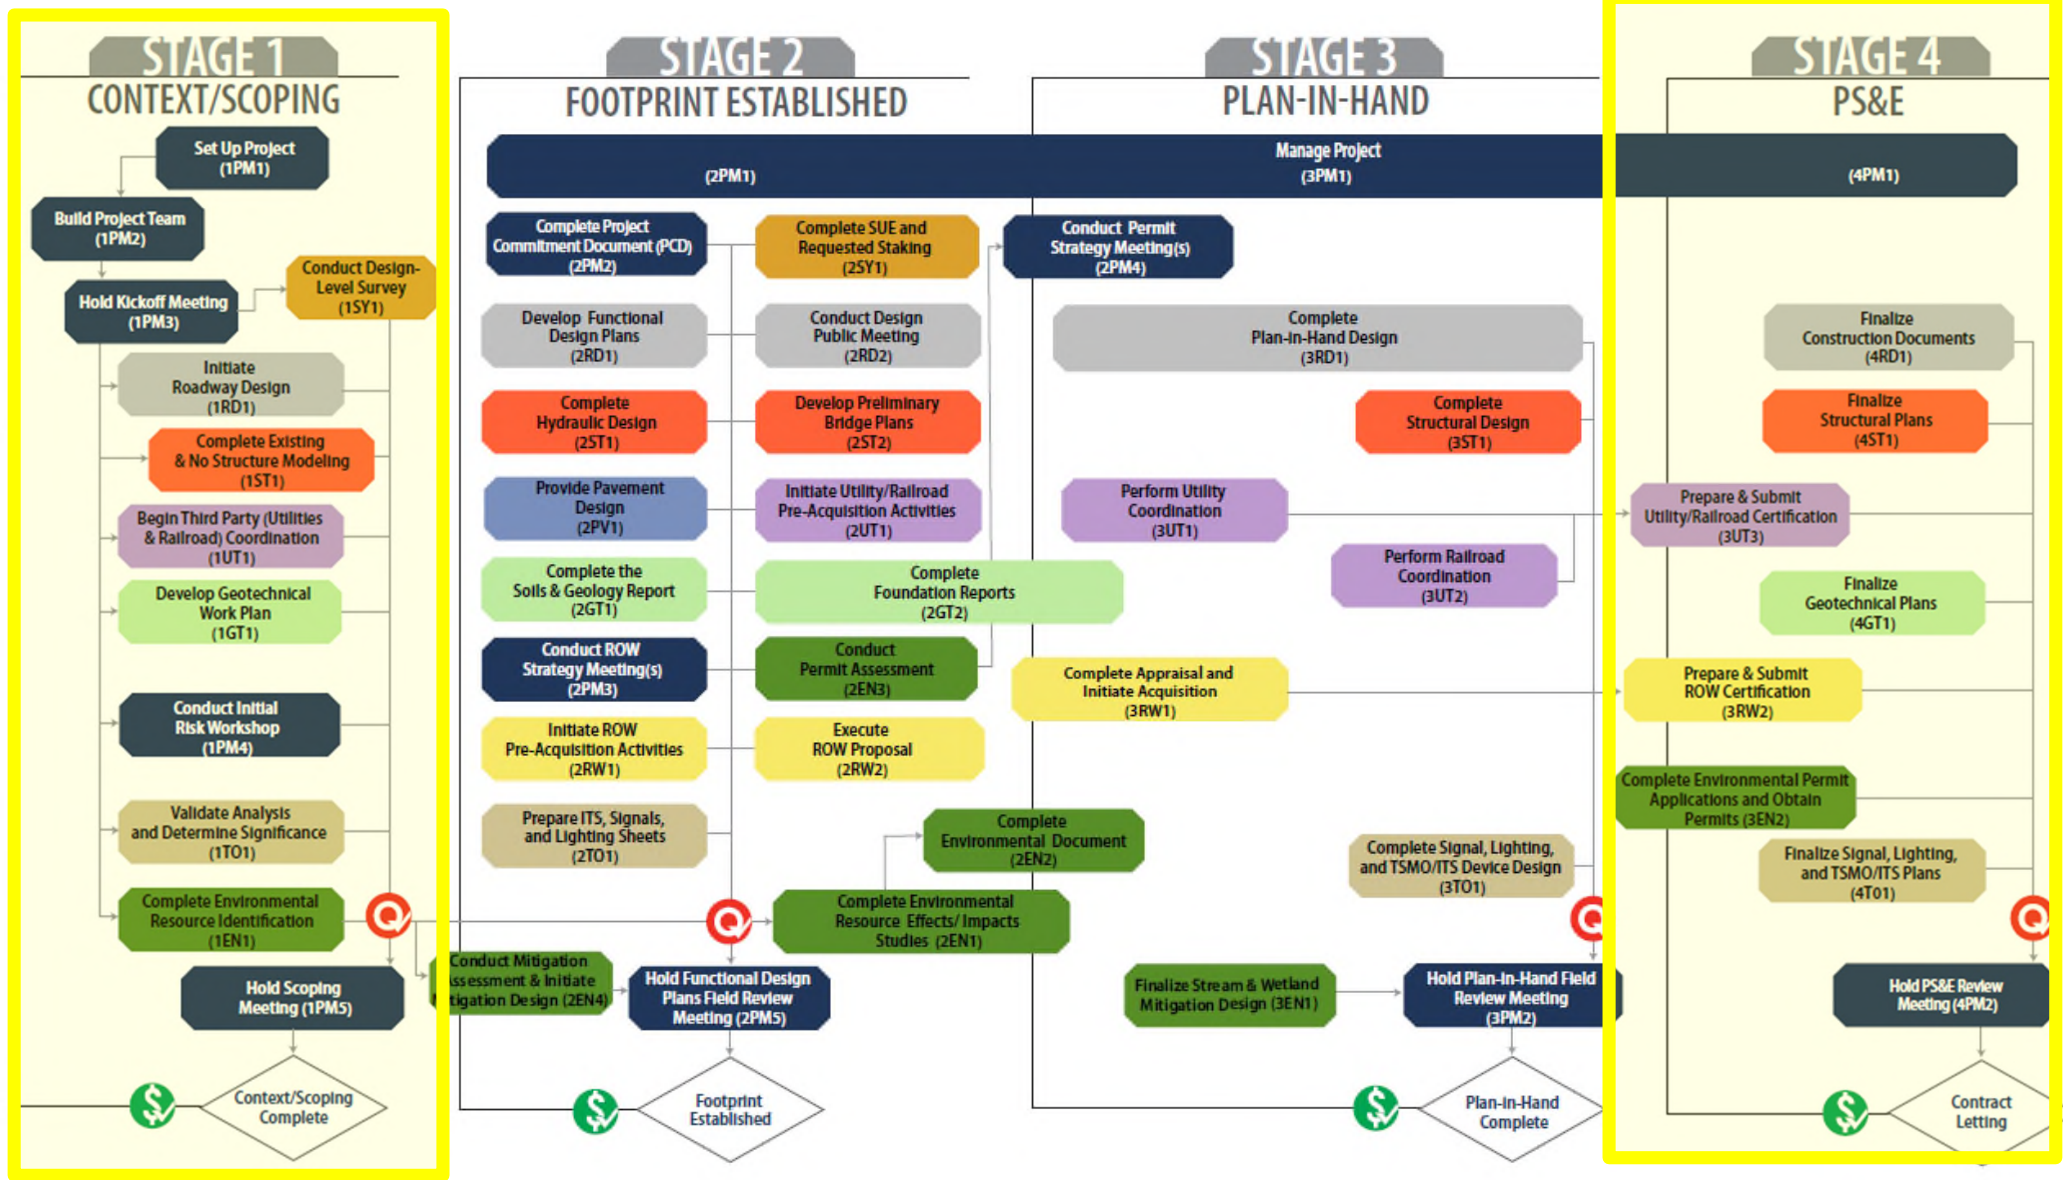 STAGE 1
CONTEXT/SCOPING
Set Up Project
(1PM1)
Build Project Team
(1PM2)
Hold Kickoff Meeting
(1PM3)
Conduct Design-
Level Survey
(1SY1)
Initiate
Roadway Design
(1RD1)
Complete Existing
& No Structure Modeling
(1ST1)
Begin Third Party (Utilities
& Railroad) Coordination
(1UT1)
Develop Geotechnical
Work Plan
(1GT1)
Conduct Initial
Risk Workshop
(1PM4)
Validate Analysis
and Determine Significance
(1TO1)
Complete Environmental
Resource Identification
(1EN1)
Q
Hold Scoping
Meeting (1PM5)
Context/Scoping
Complete
$
STAGE 2
FOOTPRINT ESTABLISHED
Manage Project
(2PM1)
(3PM1)
(4PM1)
Complete Project
Commitment Document (PCD)
(2PM2)
Complete SUE and
Requested Staking
(2SY1)
Develop Functional
Design Plans
(2RD1)
Conduct Design
Public Meeting
(2RD2)
Complete
Hydraulic Design
(2ST1)
Develop Preliminary
Bridge Plans
(2ST2)
Provide Pavement
Design
(2PV1)
Initiate Utility/Railroad
Pre-Acquisition Activities
(2UT1)
Complete the
Soils & Geology Report
(2GT1)
Complete
Foundation Reports
(2GT2)
Conduct ROW
Strategy Meeting(s)
(2PM3)
Conduct
Permit Assessment
(2EN3)
Initiate ROW
Pre-Acquisition Activities
(2RW1)
Execute
ROW Proposal
(2RW2)
Prepare ITS, Signals,
and Lighting Sheets
(2TO1)
Complete
Environmental Document
(2EN2)
Q
Complete Environmental
Resource Effects/ Impacts
Studies (2EN1)
Conduct Mitigation
ssessment & Initiate
tigation Design (2EN4)
Hold Functional Design
Plans Field Review
Meeting (2PM5)
Footprint
Established
$
STAGE 3
PLAN-IN-HAND
Conduct Permit
Strategy Meeting(s)
(2PM4)
Complete
Plan-in-Hand Design
(3RD1)
Complete
Structural Design
(3ST1)
Perform Utility
Coordination
(3UT1)
Perform Railroad
Coordination
(3UT2)
Complete Appraisal and
Initiate Acquisition
(3RW1)
Complete Signal, Lighting,
and TSMO/ITS Device Design
(3TO1)
Q
Finalize Stream & Wetland
Mitigation Design (3EN1)
Hold Plan-in-Hand Field
Review Meeting
(3PM2)
Plan-in-Hand
Complete
$
STAGE 4
PS&E
Finalize
Construction Documents
(4RD1)
Finalize
Structural Plans
(4ST1)
Prepare & Submit
Utility/Railroad Certification
(3UT3)
Finalize
Geotechnical Plans
(4GT1)
Prepare & Submit
ROW Certification
(3RW2)
Complete Environmental Permit
Applications and Obtain
Permits (3EN2)
Finalize Signal, Lighting,
and TSMO/ITS Plans
(4TO1)
Q
Hold PS&E Review
Meeting (4PM2)
Contract
Letting
$